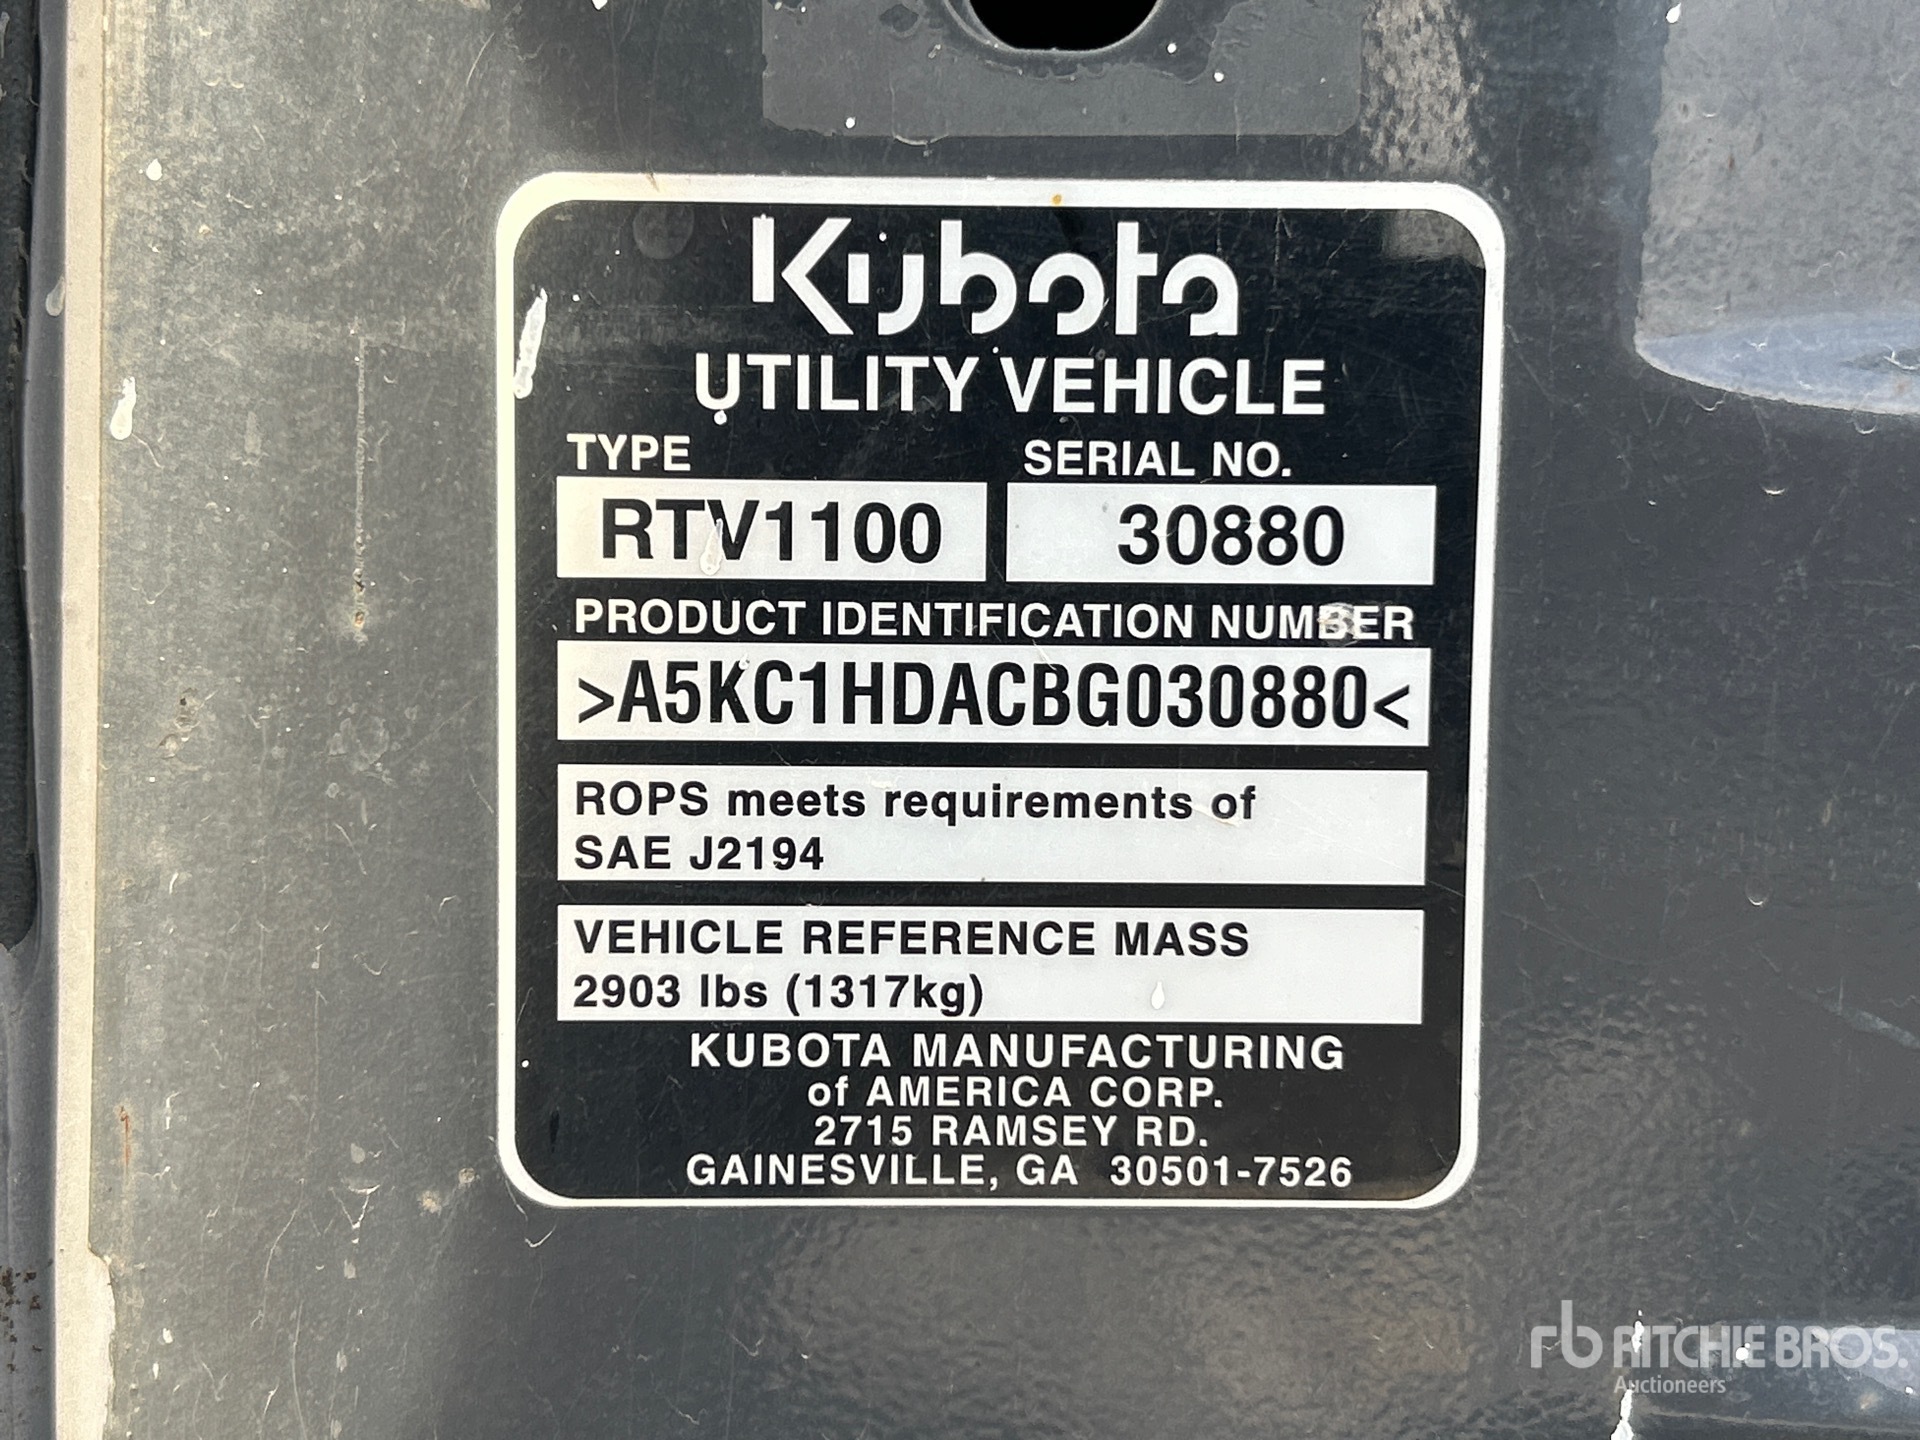 Kubota
UTILITY VEHICLE
TYPE SERIAL NO.
RTV1100 30880
PRODUCT IDENTIFICATION NUMBER
>A5KC1HDACBG030880<
ROPS meets requirements of
SAE J2194
VEHICLE REFERENCE MASS
2903 lbs (1317kg)
KUBOTA MANUFACTURING
of AMERICA CORP.
2715 RAMSEY RD.
GAINESVILLE, GA 30501-7526
rb RITCHIE BROS.
Auctioneers